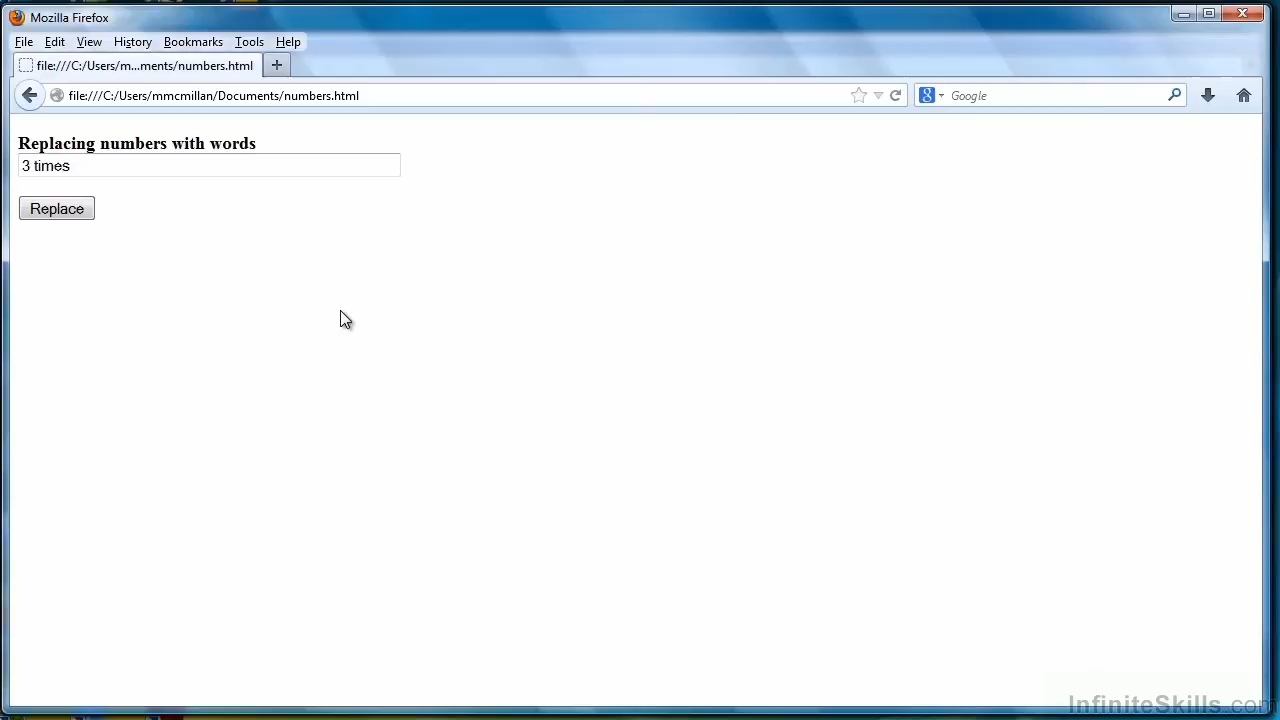 Mozilla Firefox
File Edit View History Bookmarks Tools Help
file:///C:/Users/m...ments/numbers.html +
file:///C:/Users/mmcmillan/Documents/numbers.html 8 Google
Replacing numbers with words
3 times
Replace
InfiniteSkills.com